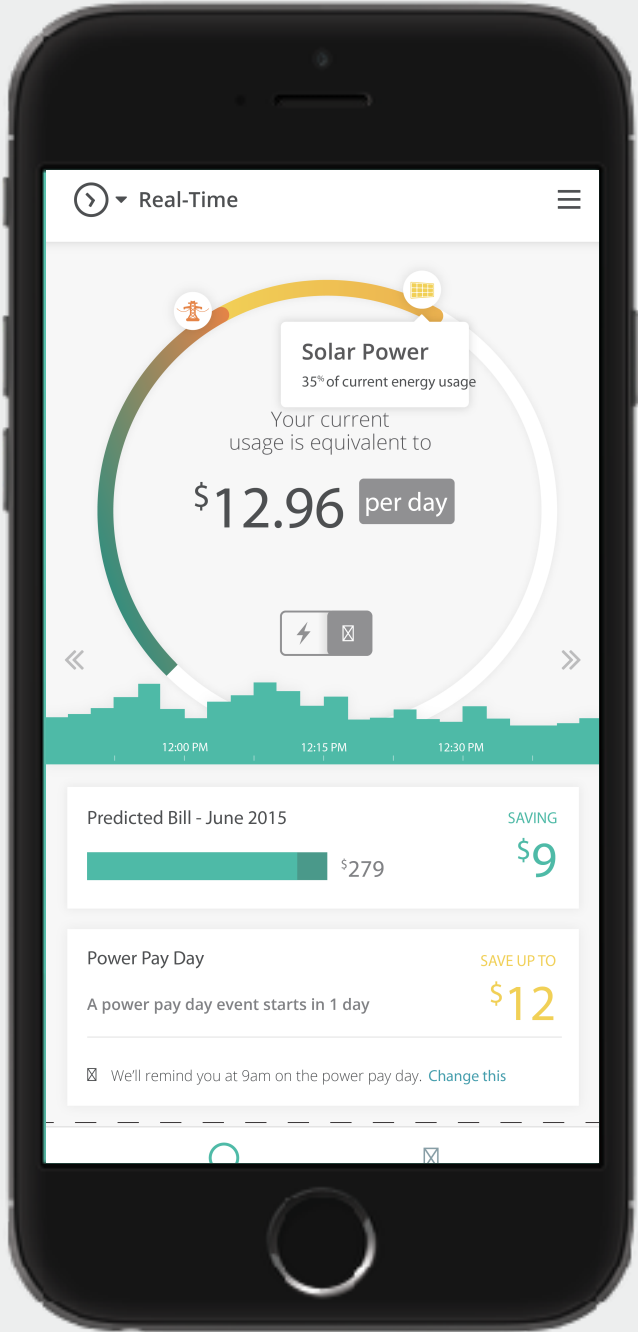 Real-Time
Solar Power
35% of current energy usage
Your current
usage is equivalent to
$12.96 per day
12:00 PM 12:15 PM 12:30 PM
Predicted Bill - June 2015
SAVING
$279
$9
Power Pay Day
SAVE UP TO
A power pay day event starts in 1 day
$12
We'll remind you at 9am on the power pay day. Change this